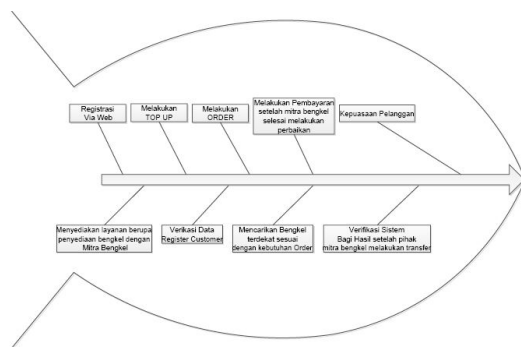 Registrasi
Via Web
Melakukan
TOP UP
Melakukan
ORDER
Melakukan Pembayaran
setelah mitra bengkel
selesai melakukan
perbaikan
Kepuasaan Pelanggan
Menyediakan layanan berupa
penyediaan bengkel dengan
Mitra Bengkel
Verikasi Data
Register Customer
Mencarikan Bengkel
terdekat sesuai
dengan kebutuhan Order
Verifikasi Sistem
Bagi Hasil setelah pihak
mitra bengkel melakukan transfer